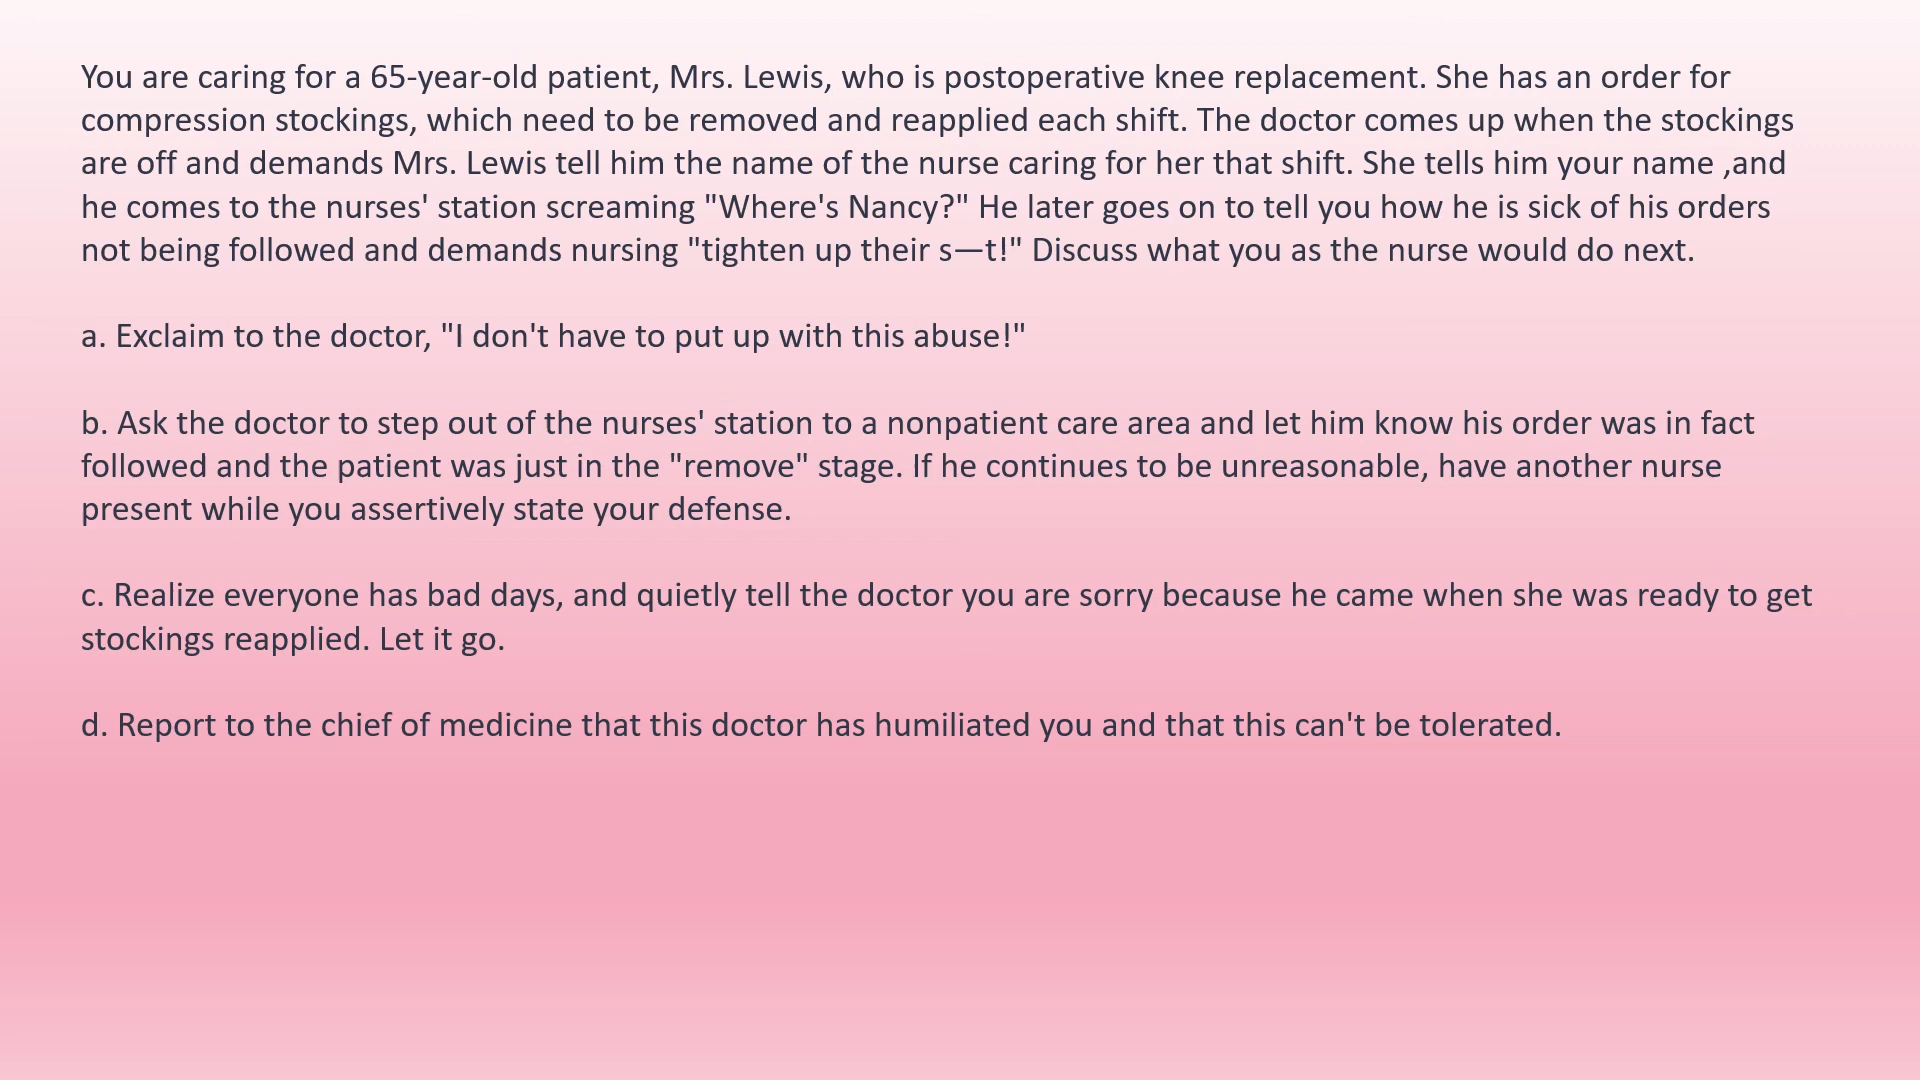 You are caring for a 65-year-old patient, Mrs. Lewis, who is postoperative knee replacement. She has an order for
compression stockings, which need to be removed and reapplied each shift. The doctor comes up when the stockings
are off and demands Mrs. Lewis tell him the name of the nurse caring for her that shift. She tells him your name ,and
he comes to the nurses' station screaming "Where's Nancy?" He later goes on to tell you how he is sick of his orders
not being followed and demands nursing "tighten up their s—t!" Discuss what you as the nurse would do next.
a. Exclaim to the doctor, "I don't have to put up with this abuse!"
b. Ask the doctor to step out of the nurses' station to a nonpatient care area and let him know his order was in fact
followed and the patient was just in the "remove" stage. If he continues to be unreasonable, have another nurse
present while you assertively state your defense.
c. Realize everyone has bad days, and quietly tell the doctor you are sorry because he came when she was ready to get
stockings reapplied. Let it go.
d. Report to the chief of medicine that this doctor has humiliated you and that this can't be tolerated.